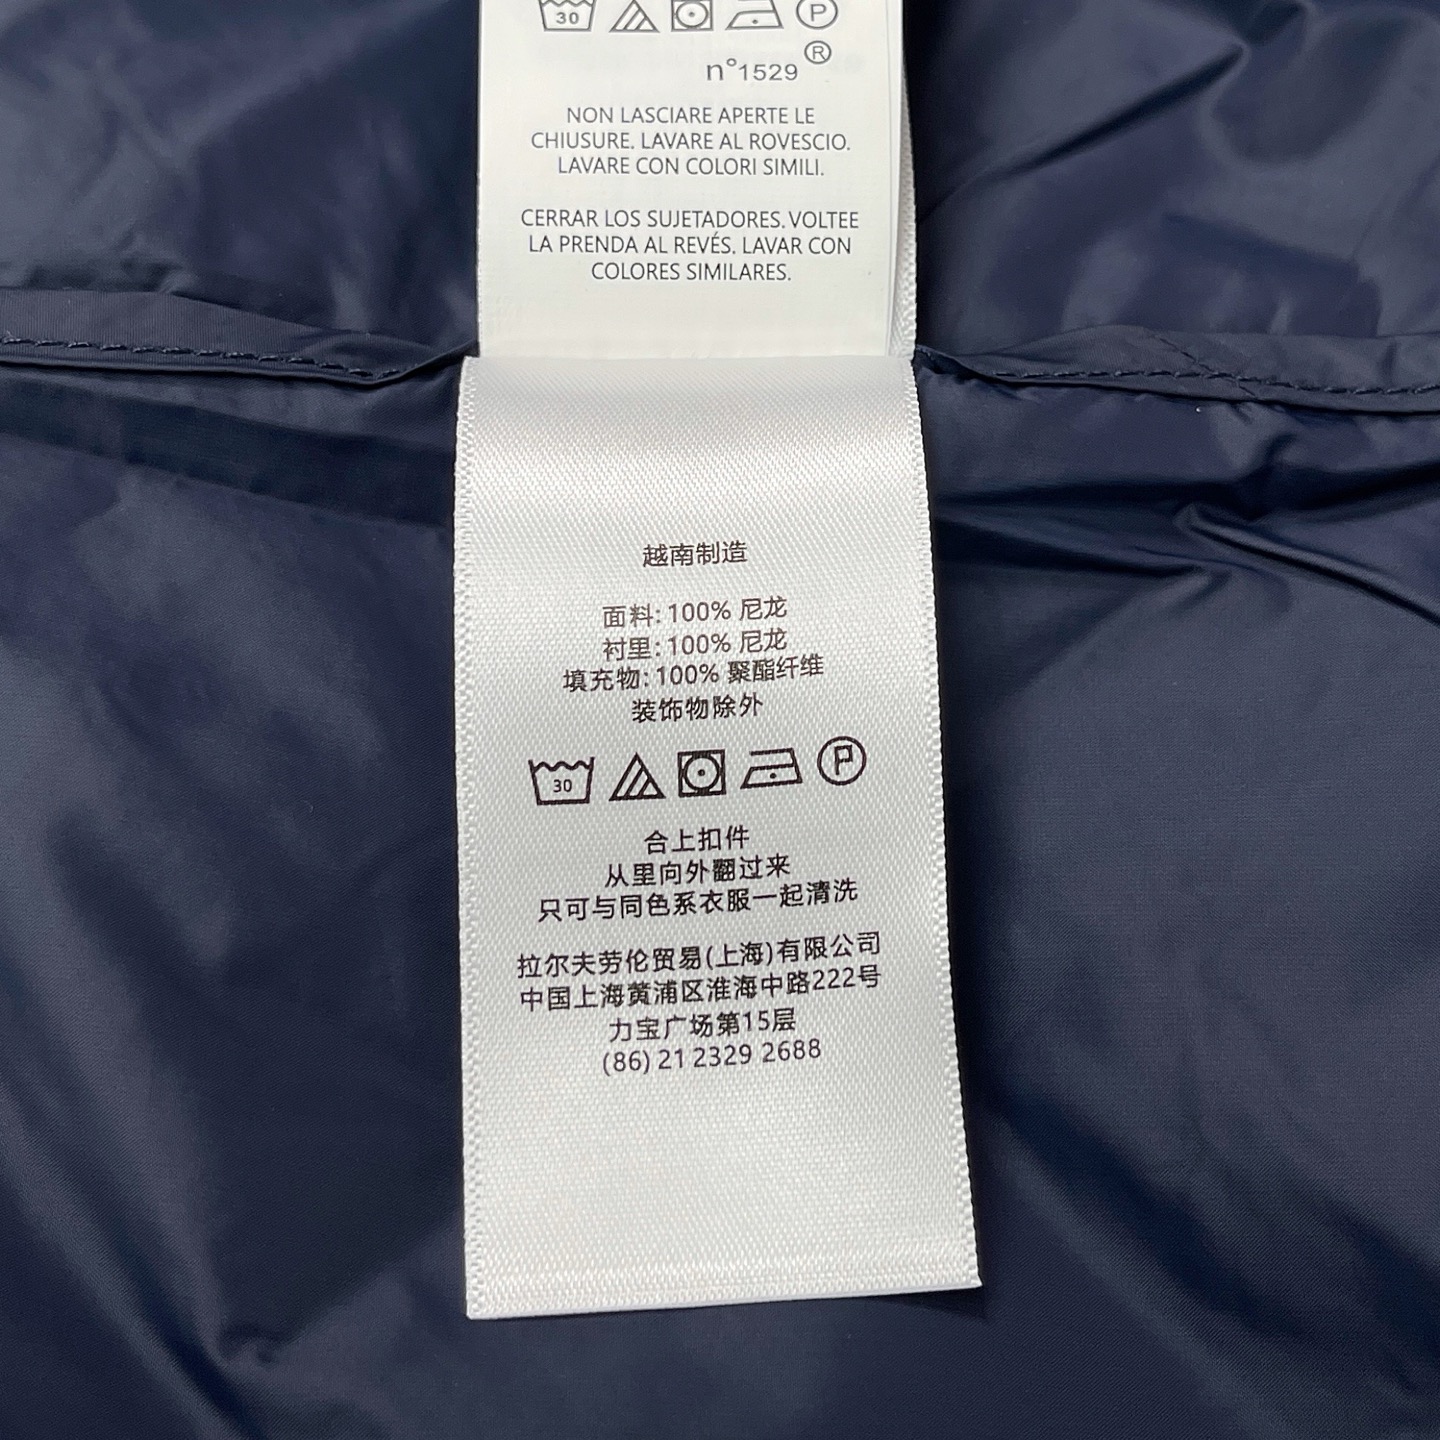 30 P
®
n°1529
NON LASCIARE APERTE LE
CHIUSURE. LAVARE AL ROVESCIO.
LAVARE CON COLORI SIMILI.
CERRAR LOS SUJETADORES. VOLTEE
LA PRENDA AL REVÉS. LAVAR CON
COLORES SIMILARES.
越南制造
面料: 100% 尼龙
衬里: 100% 尼龙
填充物: 100% 聚酯纤维
装饰物除外
30 P
合上扣件
从里向外翻过来
只可与同色系衣服一起清洗
拉尔夫劳伦贸易(上海)有限公司
中国上海黄浦区淮海中路222号
力宝广场第15层
(86) 21 2329 2688